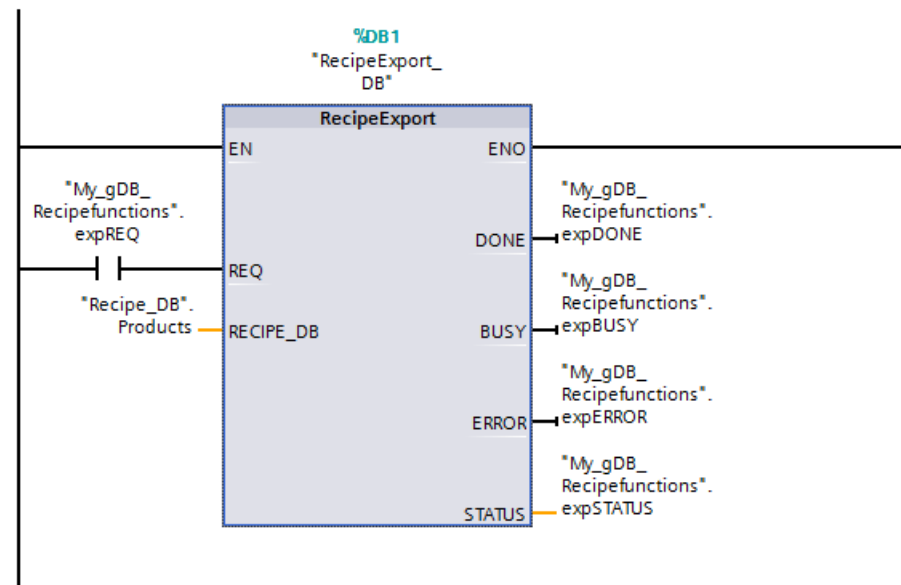 %DB1
"RecipeExport_
DB"
RecipeExport
EN
ENO
"My_gDB_
Recipefunctions".
expREQ
REQ
"Recipe_DB".
Products
RECIPE_DB
"My_gDB_
Recipefunctions".
expDONE
DONE
"My_gDB_
Recipefunctions".
expBUSY
BUSY
"My_gDB_
Recipefunctions".
expERROR
ERROR
"My_gDB_
Recipefunctions".
expSTATUS
STATUS